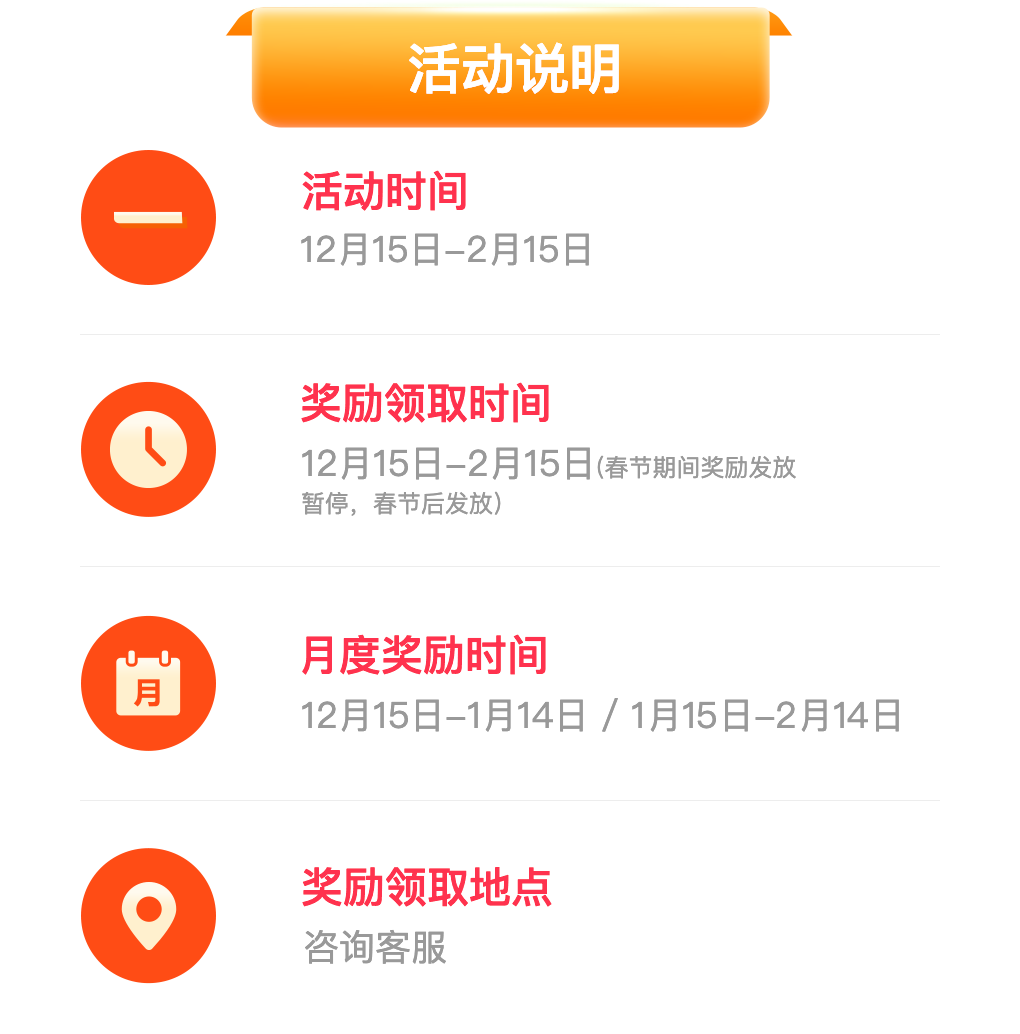 活动说明
活动时间
12月15日-2月15日
奖励领取时间
12月15日-2月15日(春节期间奖励发放
暂停，春节后发放）
月度奖励时间
月
12月15日-1月14日 / 1月15日-2月14日
奖励领取地点
咨询客服